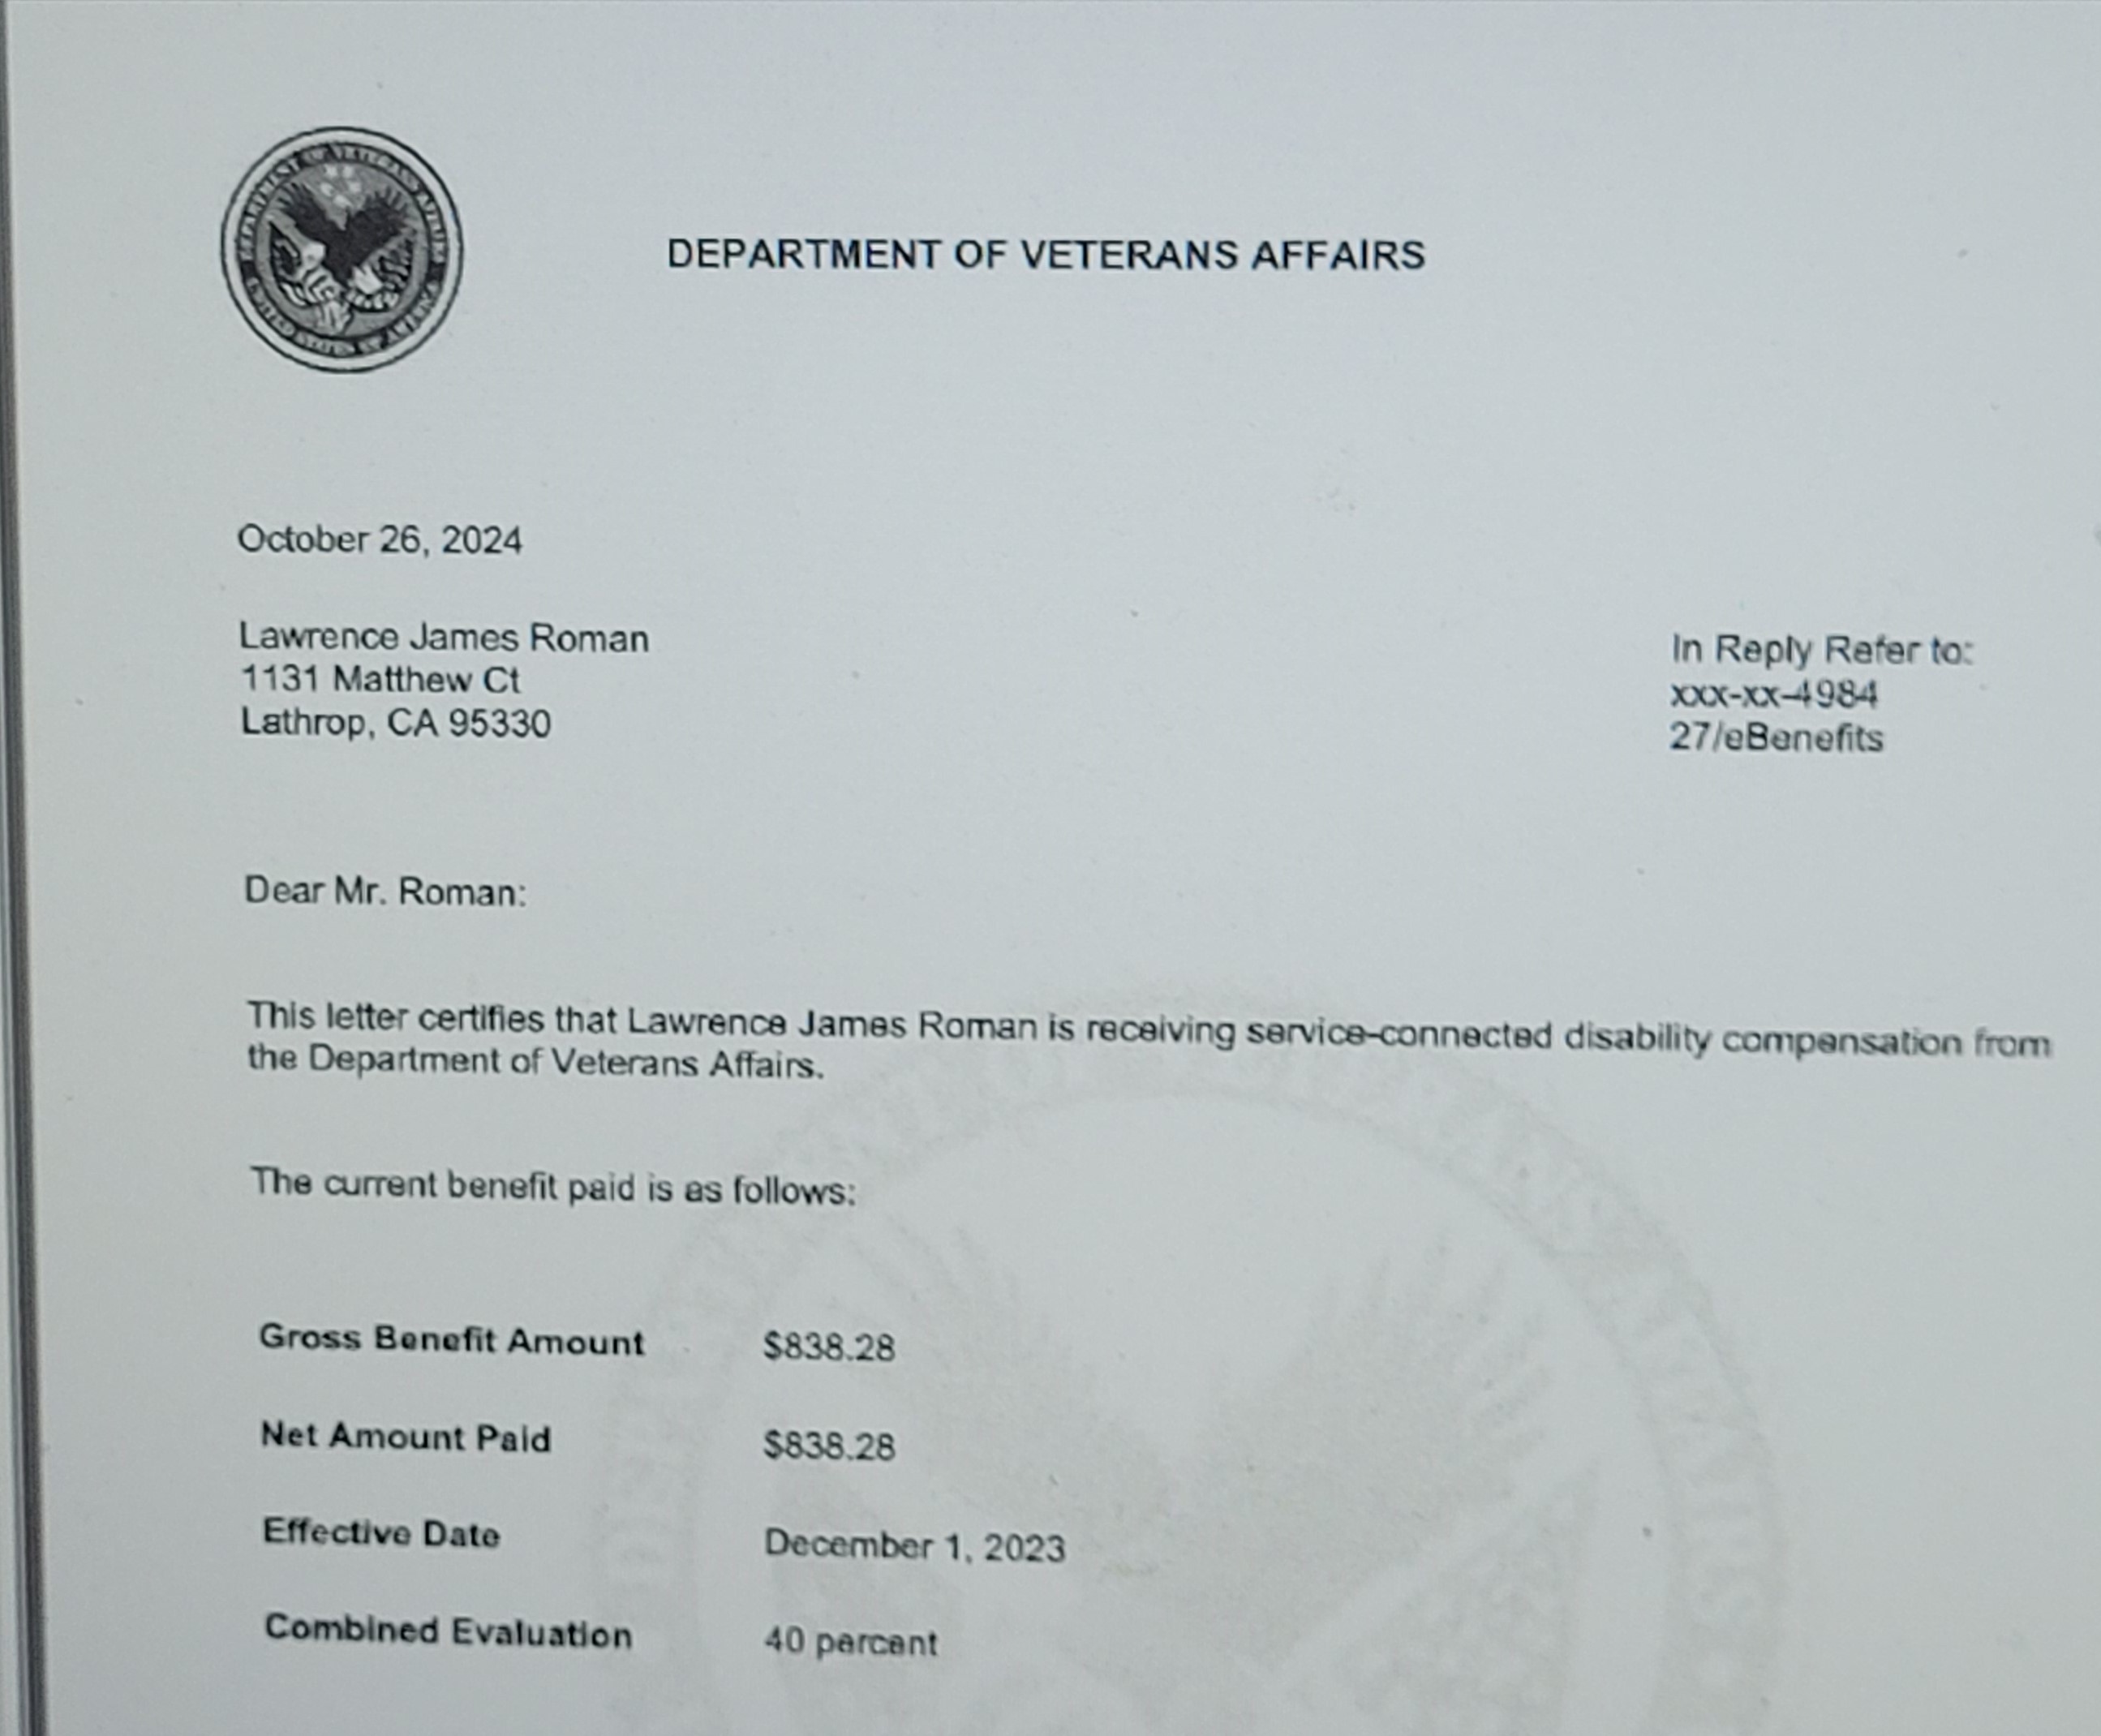 DEPARTMENT OF VETERANS AFFAIRS
October 26, 2024
Lawrence James Roman
1131 Matthew Ct
Lathrop, CA 95330
In Reply Refer to:
xxx-xx-4984
27/eBenefits
Dear Mr. Roman:
This letter certifies that Lawrence James Roman is receiving service-connected disability compensation from
the Department of Veterans Affairs.
The current benefit paid is as follows:
Gross Benefit Amount $838.28
Net Amount Paid $838.28
Effective Date December 1, 2023
Combined Evaluation 40 percent